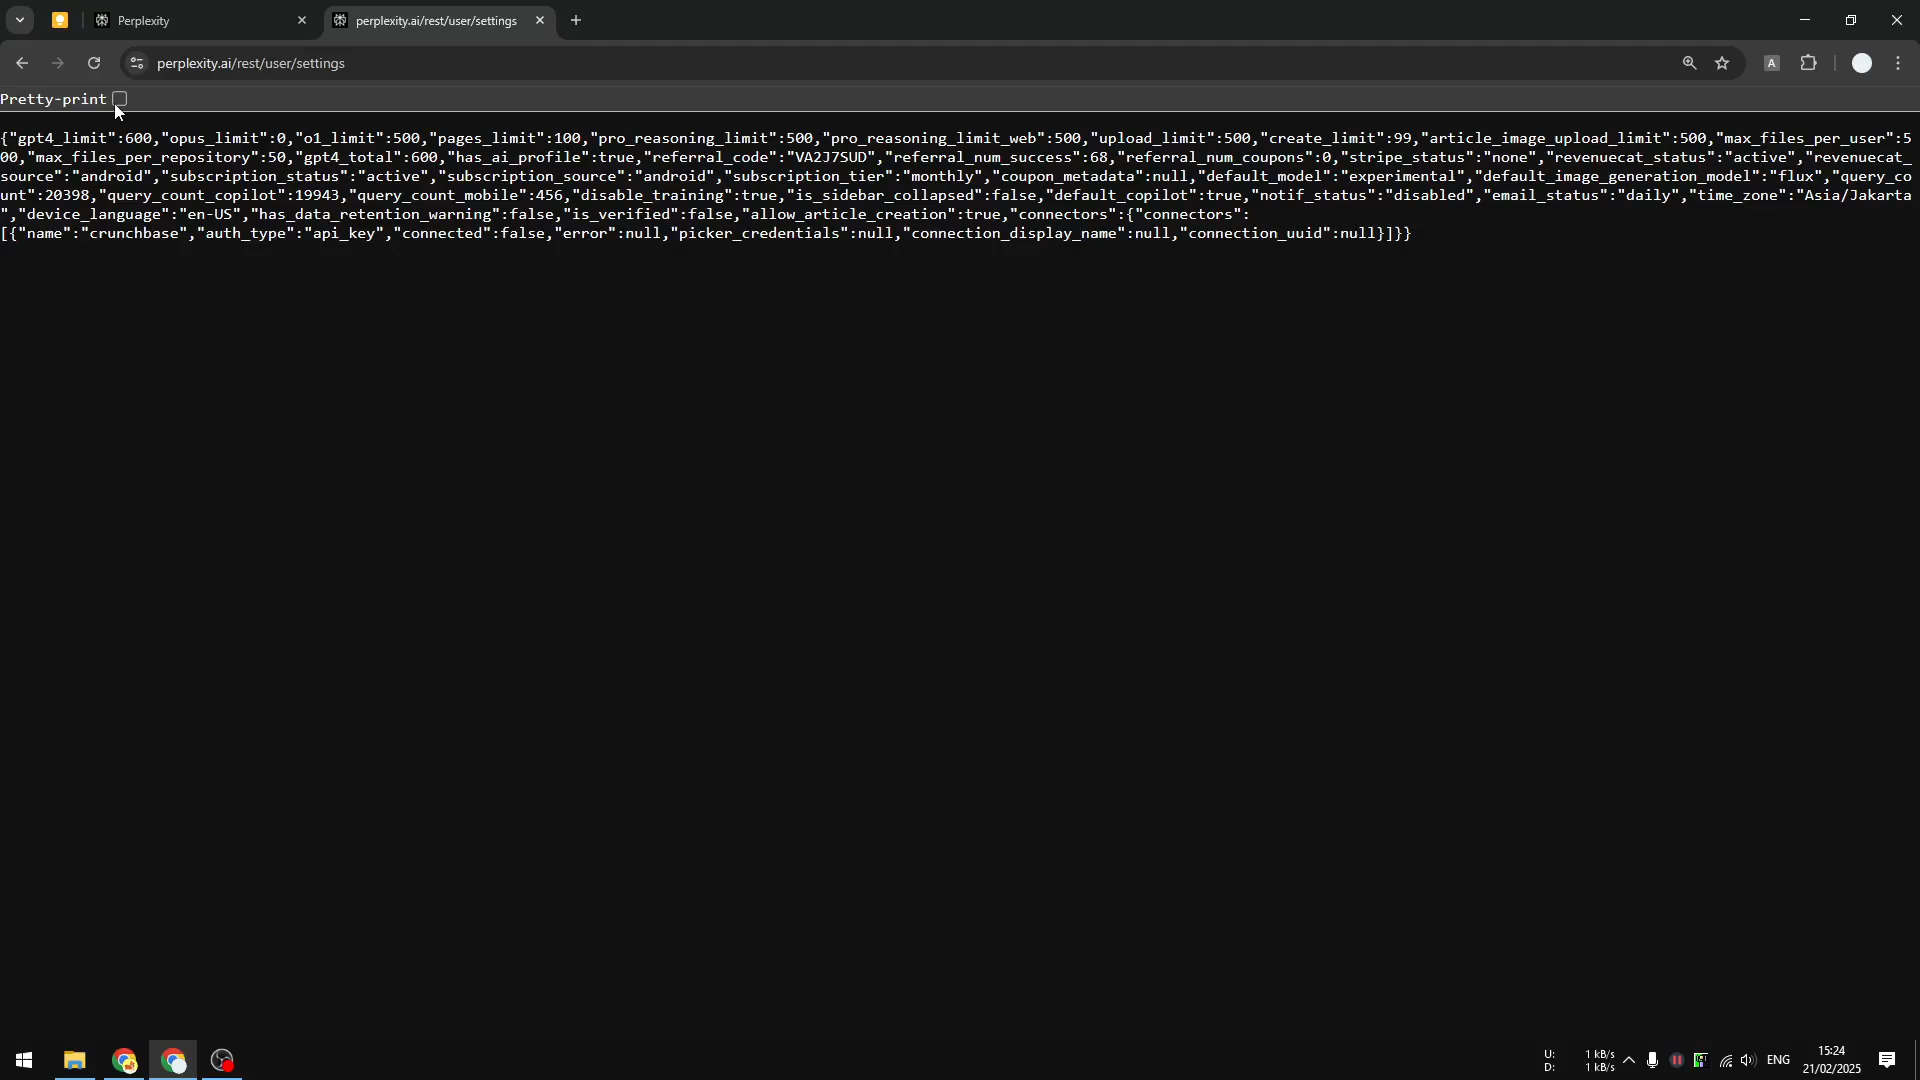 Perplexity
perplexity.ai/rest/user/settings
perplexity.ai/rest/user/settings
A
Pretty-print
{"gpt4_limit":600,"opus_limit":0,"o1_limit":500,"pages_limit":100,"pro_reasoning_limit":500,"pro_reasoning_limit_web":500,"upload_limit":500,"create_limit":99,"article_image_upload_limit":500,"max_files_per_user":5
00,"max_files_per_repository":50,"gpt4_total":600,"has_ai_profile":true,"referral_code":"VA2J7SUD","referral_num_success":68,"referral_num_coupons":0,"stripe_status":"none","revenuecat_status":"active","revenuecat_
source":"android","subscription_status":"active","subscription_source":"android","subscription_tier":"monthly","coupon_metadata":null,"default_model":"experimental","default_image_generation_model":"flux","query_co
unt":20398,"query_count_copilot":19943,"query_count_mobile":456,"disable_training":true,"is_sidebar_collapsed":false,"default_copilot":true,"notif_status":"disabled","email_status":"daily","time_zone":"Asia/Jakarta
","device_language":"en-US","has_data_retention_warning":false,"is_verified":false,"allow_article_creation":true,"connectors":{"connectors":
[{"name":"crunchbase","auth_type":"api_key","connected":false,"error":null,"picker_credentials":null,"connection_display_name":null,"connection_uuid":null}]}}
U: 1 kB/s
D: 1 kB/s
ENG
15:24
21/02/2025